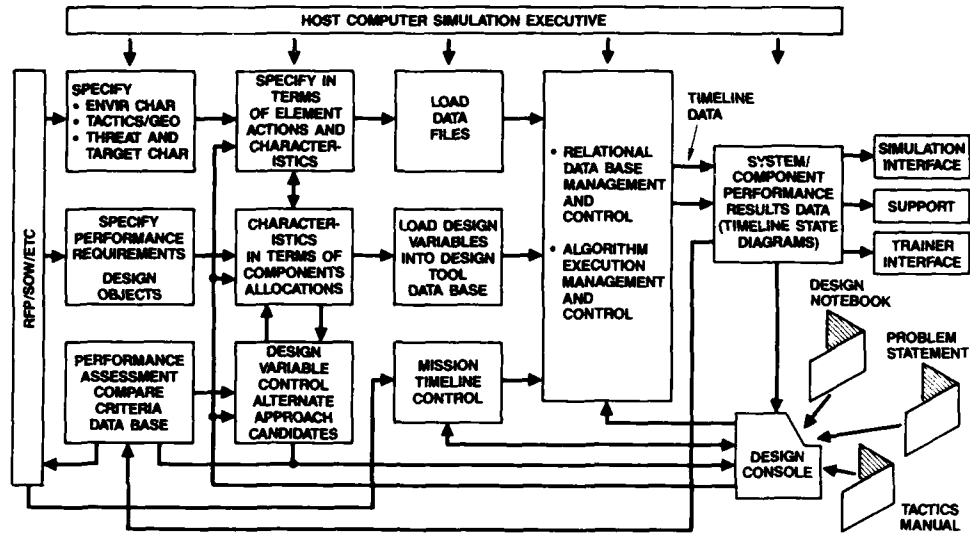 HOST COMPUTER SIMULATION EXECUTIVE
RFP/SOW/ETC
SPECIFY
• ENVIR CHAR
• TACTICS/GEO
• THREAT AND
TARGET CHAR
SPECIFY IN
TERMS
OF ELEMENT
ACTIONS AND
CHARACTER-
ISTICS
LOAD
DATA
FILES
• RELATIONAL
DATA BASE
MANAGEMENT
AND
CONTROL
• ALGORITHM
EXECUTION
MANAGEMENT
AND
CONTROL
TIMELINE
DATA
SYSTEM/
COMPONENT
PERFORMANCE
RESULTS DATA
(TIMELINE STATE
DIAGRAMS)
SIMULATION
INTERFACE
SUPPORT
TRAINER
INTERFACE
SPECIFY
PERFORMANCE
REQUIREMENTS
DESIGN
OBJECTS
CHARACTER-
ISTICS
IN TERMS OF
COMPONENTS
ALLOCATIONS
LOAD DESIGN
VARIABLES
INTO DESIGN
TOOL
DATA BASE
PERFORMANCE
ASSESSMENT
COMPARE
CRITERIA
DATA BASE
DESIGN
VARIABLE
CONTROL
ALTERNATE
APPROACH
CANDIDATES
MISSION
TIMELINE
CONTROL
DESIGN
NOTEBOOK
PROBLEM
STATEMENT
DESIGN
CONSOLE
TACTICS
MANUAL